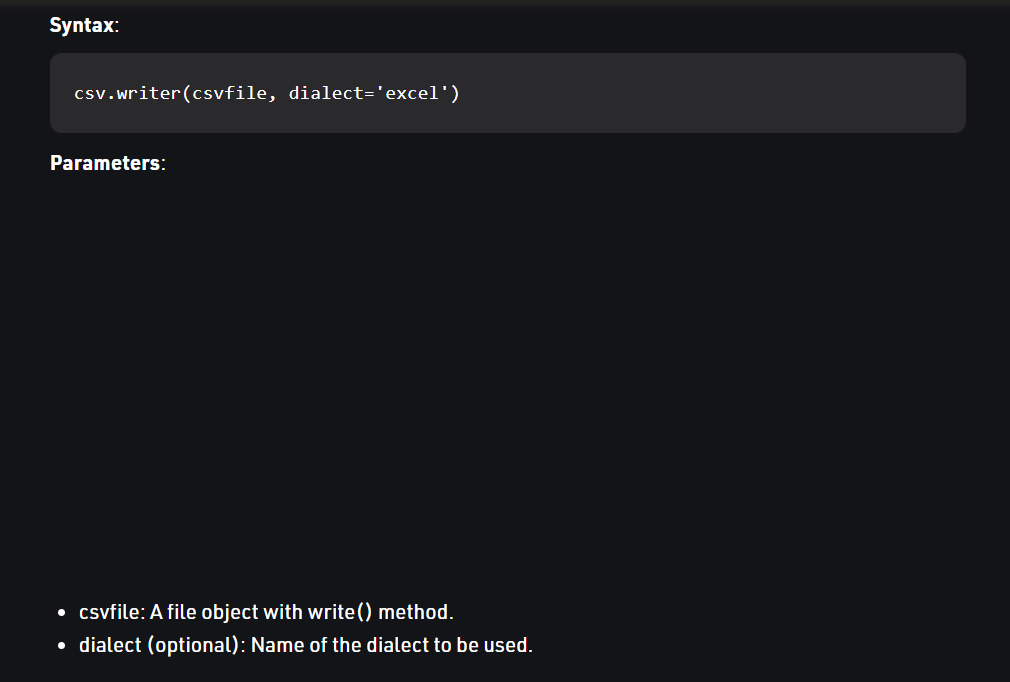 Syntax:
csv.writer(csvfile, dialect='excel')
Parameters:
• csvfile: A file object with write() method.
• dialect (optional): Name of the dialect to be used.